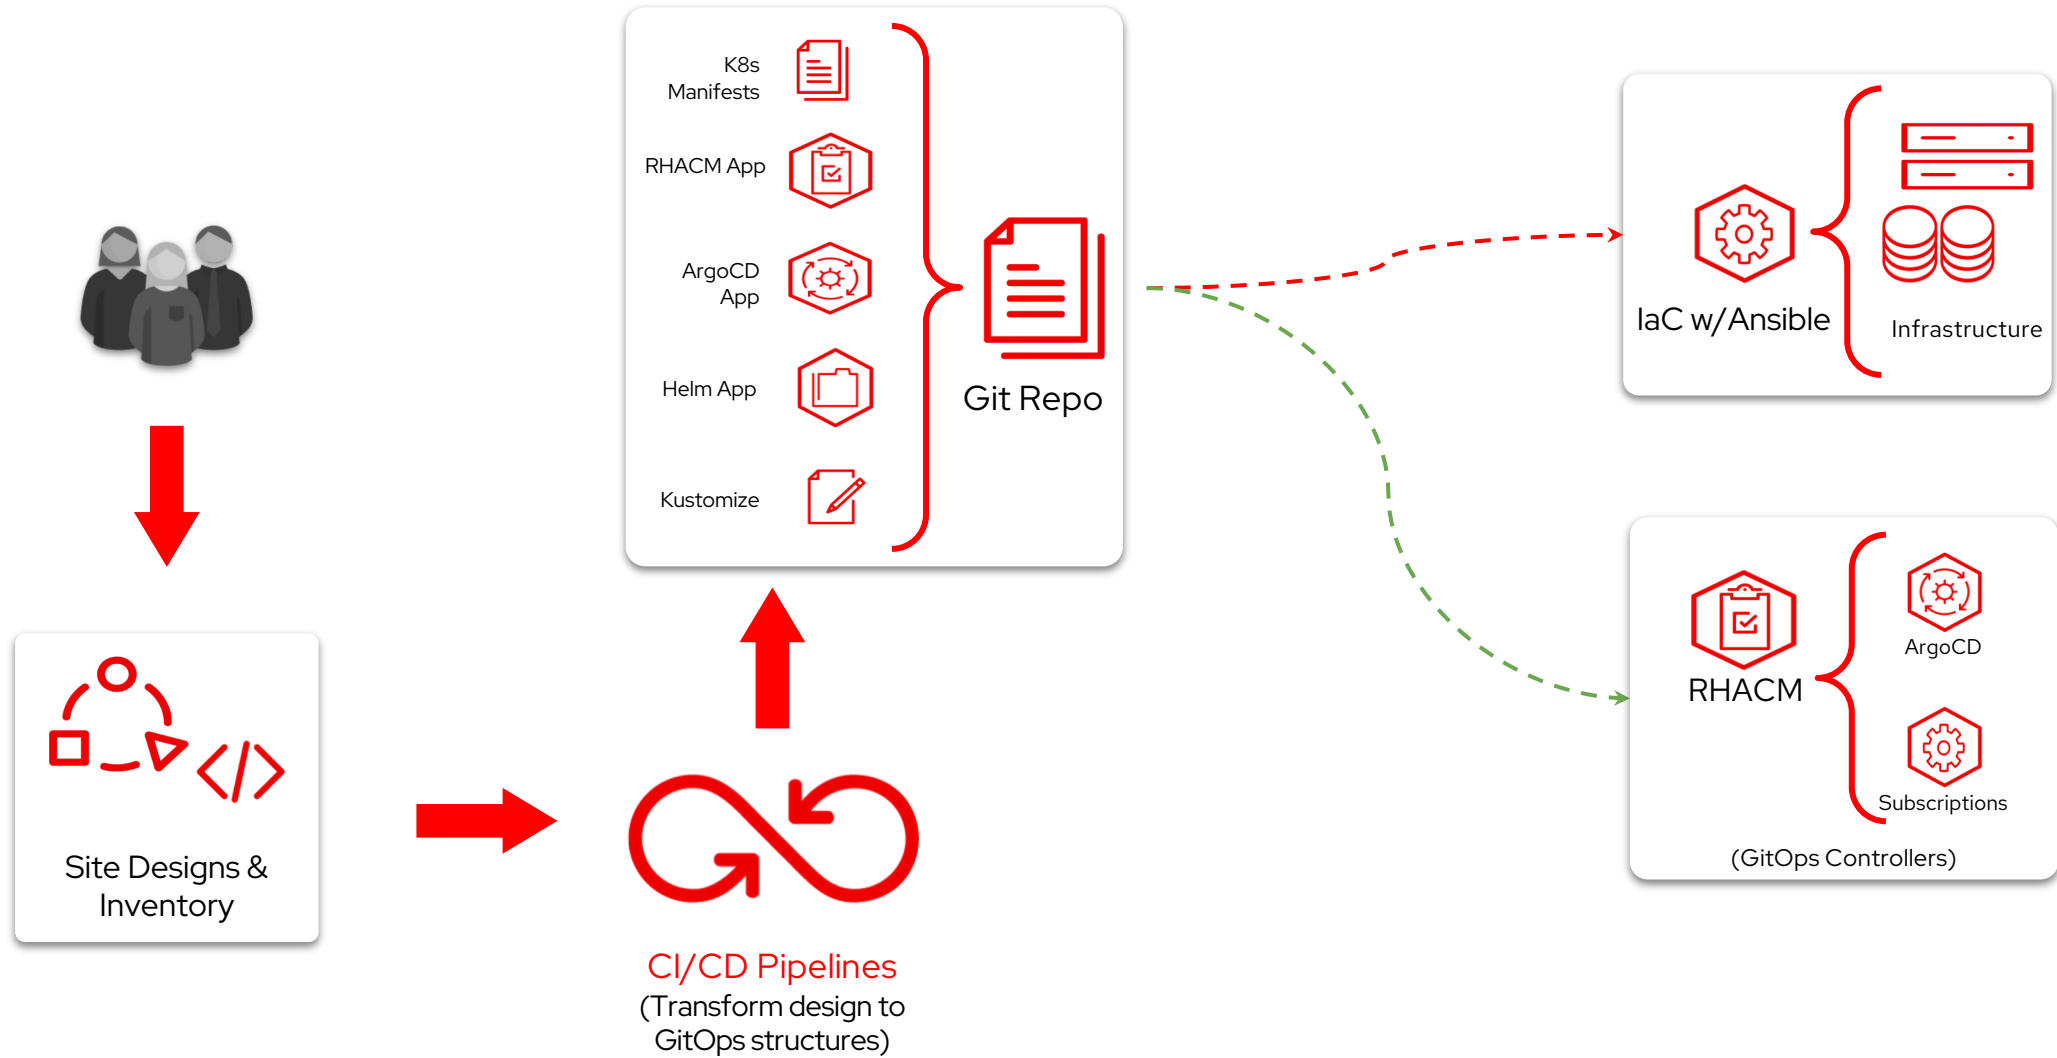 K8s
Manifests
RHACM App
ArgoCD
App
Helm App
Kustomize
Git Repo
IaC w/Ansible
Infrastructure
RHACM
ArgoCD
Subscriptions
(GitOps Controllers)
Site Designs &
Inventory
CI/CD Pipelines
(Transform design to
GitOps structures)